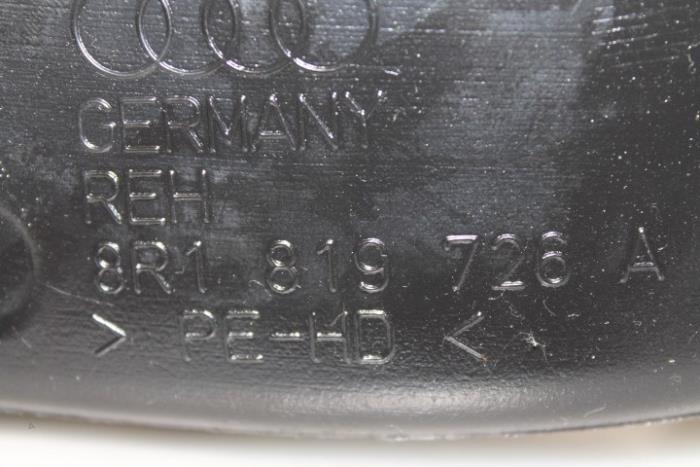 GERMANY
REH
8R1 819 726 A
> PE-HD <